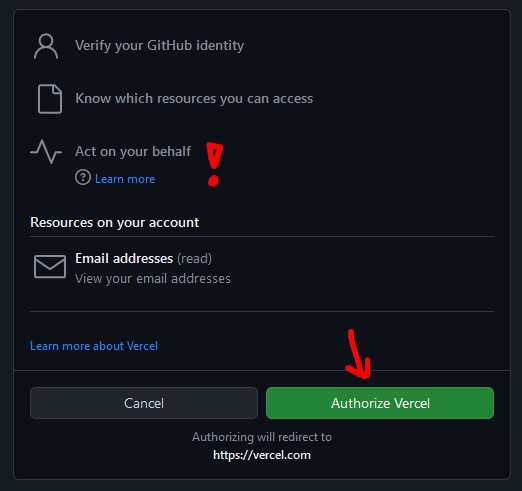 Verify your GitHub identity
Know which resources you can access
Act on your behalf !
? Learn more
Resources on your account
Email addresses (read)
View your email addresses
Learn more about Vercel
Cancel
Authorize Vercel
Authorizing will redirect to
https://vercel.com